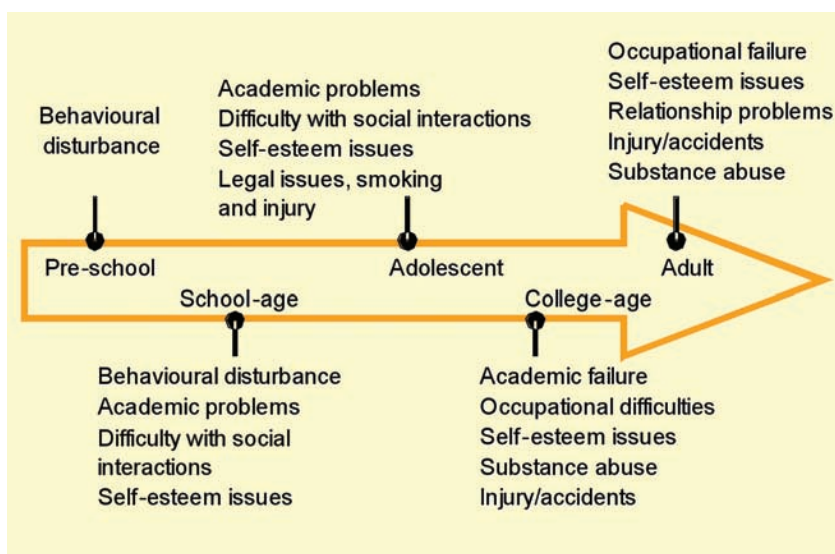 Behavioural
disturbance
Academic problems
Difficulty with social interactions
Self-esteem issues
Legal issues, smoking
and injury
Occupational failure
Self-esteem issues
Relationship problems
Injury/accidents
Substance abuse
Pre-school
Adolescent
Adult
School-age
College-age
Behavioural disturbance
Academic problems
Difficulty with social
interactions
Self-esteem issues
Academic failure
Occupational difficulties
Self-esteem issues
Substance abuse
Injury/accidents